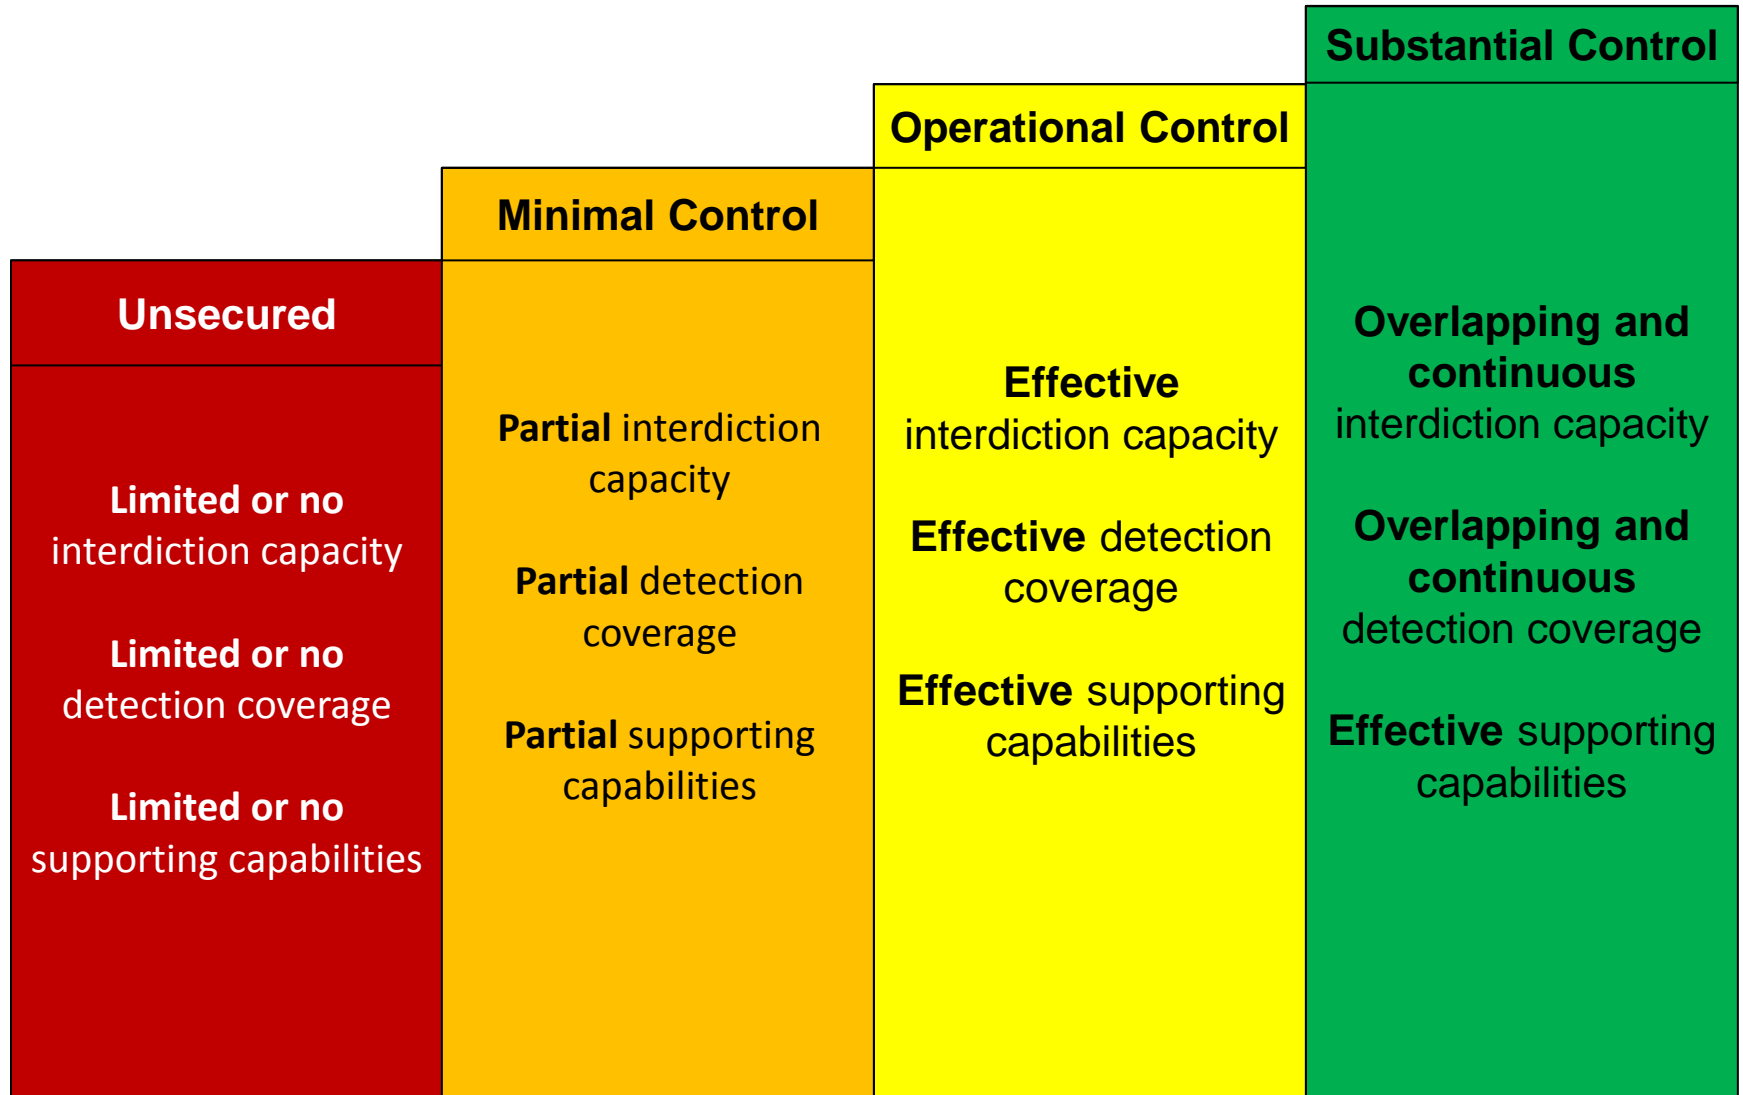 Unsecured
Limited or no
interdiction capacity
Limited or no
detection coverage
Limited or no
supporting capabilities
Minimal Control
Partial interdiction
capacity
Partial detection
coverage
Partial supporting
capabilities
Operational Control
Effective
interdiction capacity
Effective detection
coverage
Effective supporting
capabilities
Substantial Control
Overlapping and
continuous
interdiction capacity
Overlapping and
continuous
detection coverage
Effective supporting
capabilities